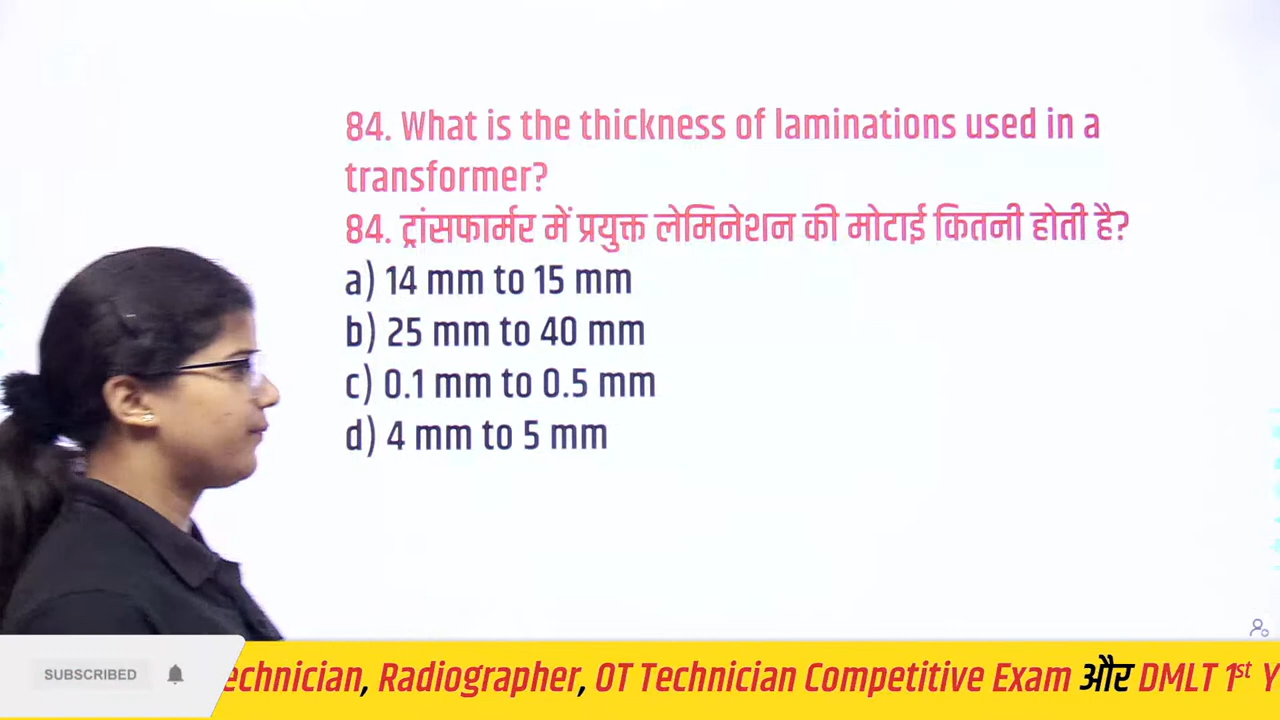 84. What is the thickness of laminations used in a
transformer?
84. ट्रांसफार्मर में प्रयुक्त लेमिनेशन की मोटाई कितनी होती है?
a) 14 mm to 15 mm
b) 25 mm to 40 mm
c) 0.1 mm to 0.5 mm
d) 4 mm to 5 mm
SUBSCRIBED
echnician, Radiographer, OT Technician Competitive Exam और DMLT 1st Y